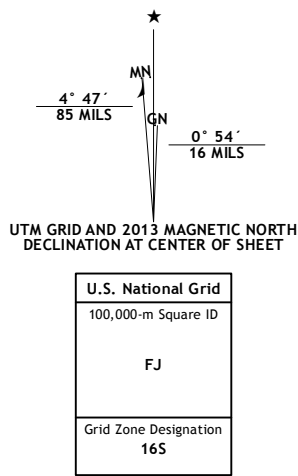 MN
GN
4° 47´
85 MILS
0° 54´
16 MILS
UTM GRID AND 2013 MAGNETIC NORTH
DECLINATION AT CENTER OF SHEET
U.S. National Grid
100,000-m Square ID
FJ
Grid Zone Designation
16S